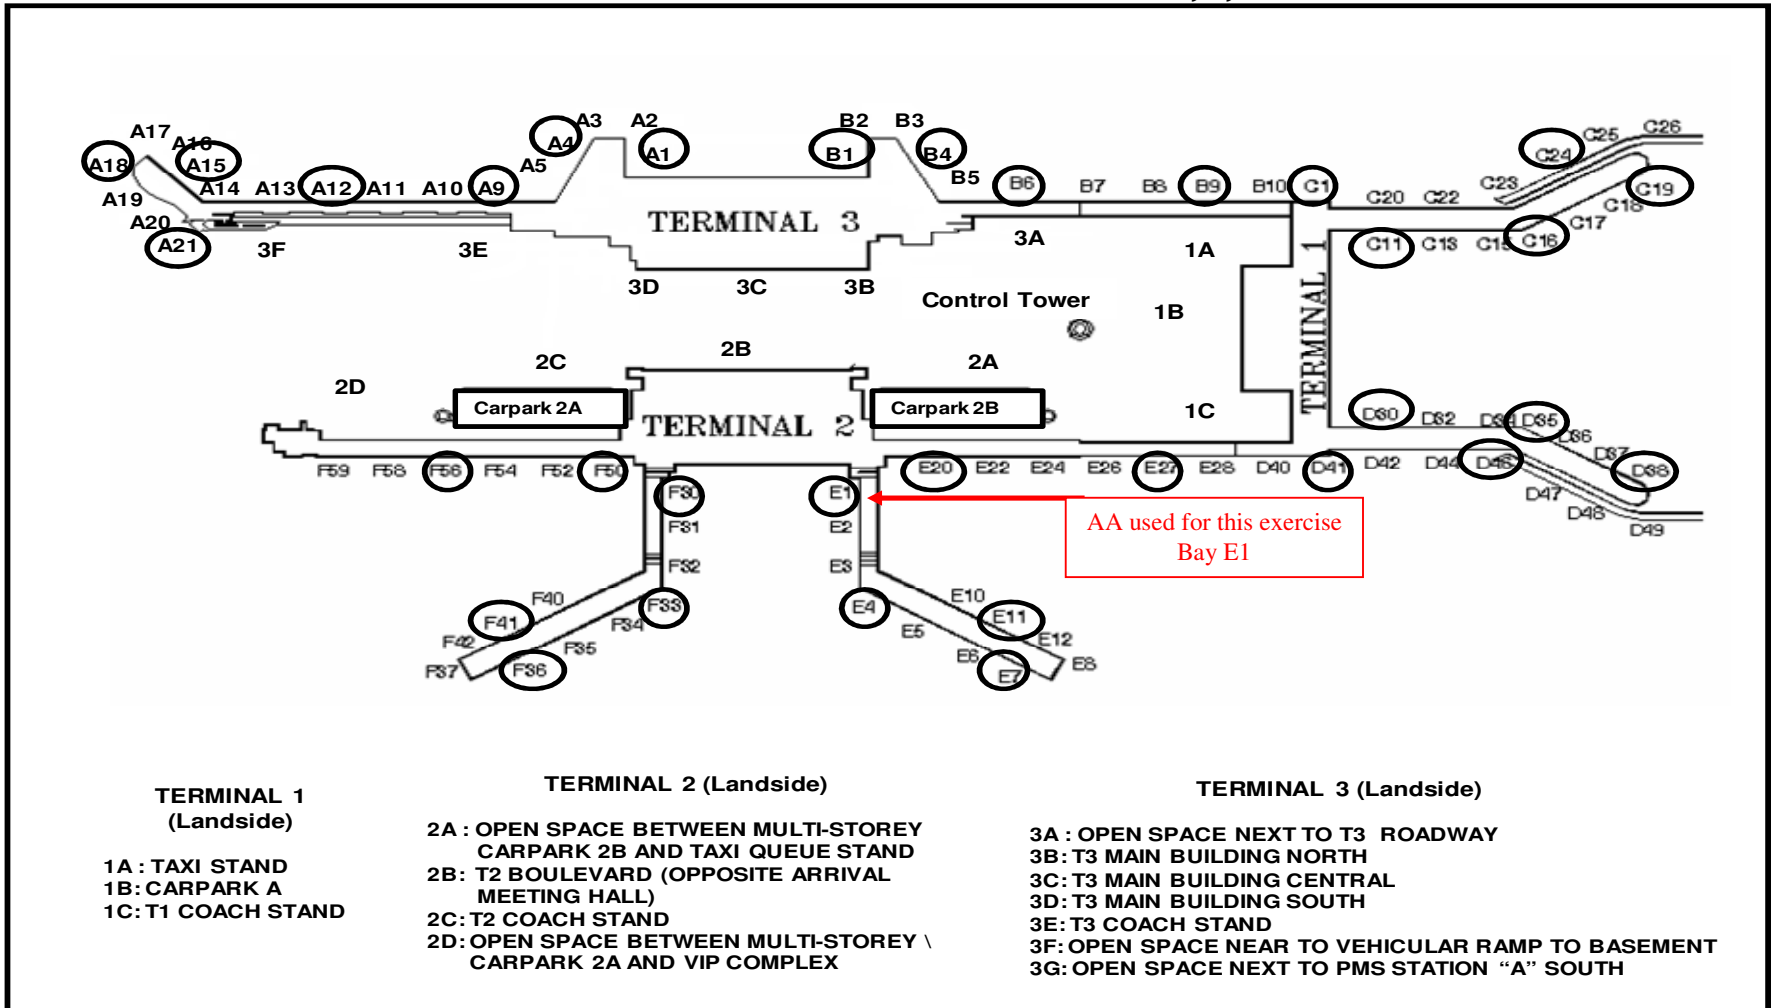 A17
A16
A18
A15
A14
A13
A12
A11
A10
A9
A19
A20
A21
A5
A4
A3
A2
A1
B2
B1
B3
B4
B5
B6
B7
B8
B9
B10
C1
C20
C22
C23
C24
C25
C26
C19
C18
C17
C16
C15
C13
C11
TERMINAL 3
3F
3E
3D
3C
3B
3A
1A
1B
1C
Control Tower
TERMINAL 1
2D
2C
2B
2A
Carpark 2A
Carpark 2B
TERMINAL 2
F59
F58
F56
F54
F52
F50
E20
E22
E24
E26
E27
E28
D40
D41
D42
D44
D46
D30
D32
D34
D35
D36
D37
D38
D47
D48
D49
F30
F31
F32
F33
F34
F35
F36
F37
F40
F41
F42
E1
E2
E3
E4
E5
E6
E7
E8
E10
E11
E12
AA used for this exercise
Bay E1
TERMINAL 1
(Landside)
1A : TAXI STAND
1B: CARPARK A
1C: T1 COACH STAND
TERMINAL 2 (Landside)
2A : OPEN SPACE BETWEEN MULTI-STOREY
CARPARK 2B AND TAXI QUEUE STAND
2B: T2 BOULEVARD (OPPOSITE ARRIVAL
MEETING HALL)
2C: T2 COACH STAND
2D: OPEN SPACE BETWEEN MULTI-STOREY \
CARPARK 2A AND VIP COMPLEX
TERMINAL 3 (Landside)
3A : OPEN SPACE NEXT TO T3 ROADWAY
3B: T3 MAIN BUILDING NORTH
3C: T3 MAIN BUILDING CENTRAL
3D: T3 MAIN BUILDING SOUTH
3E: T3 COACH STAND
3F: OPEN SPACE NEAR TO VEHICULAR RAMP TO BASEMENT
3G: OPEN SPACE NEXT TO PMS STATION “A” SOUTH